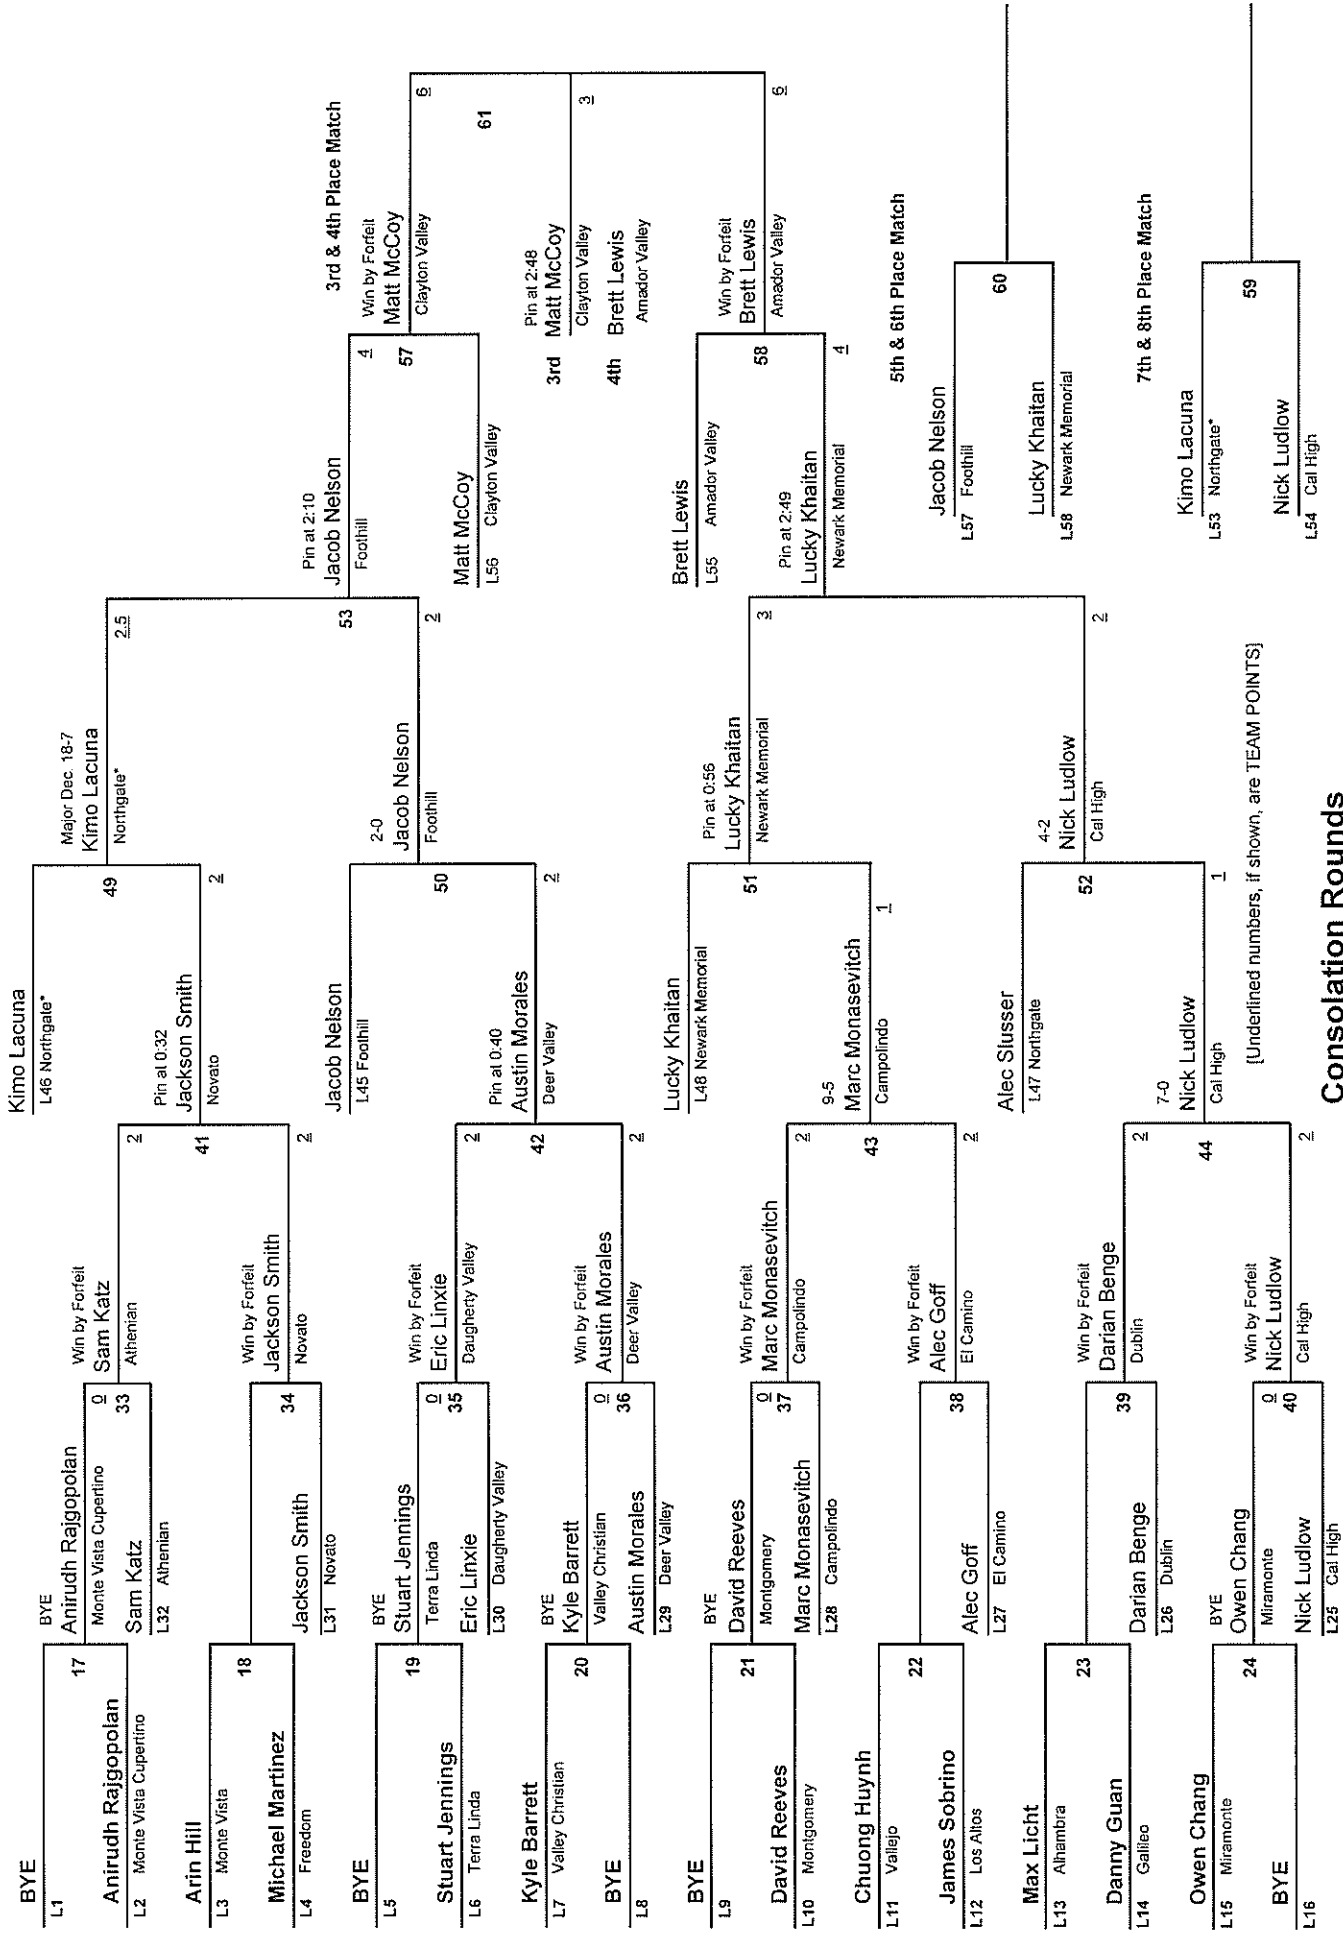 BYE
L1
17
Anirudh Rajgopolan
L2 Monte Vista Cupertino
Arin Hill
L3 Monte Vista
18
Michael Martinez
L4 Freedom
BYE
L5
19
Stuart Jennings
L6 Terra Linda
Kyle Barrett
L7 Valley Christian
20
BYE
L8
BYE
L9
21
David Reeves
L10 Montgomery
Chuong Huynh
L11 Vallejo
22
James Sobrino
L12 Los Altos
Max Licht
L13 Alhambra
23
Danny Guan
L14 Galileo
Owen Chang
L15 Miramonte
24
BYE
L16
BYE
Anirudh Rajgopolan
Monte Vista Cupertino
0
33
Sam Katz
L32 Athenian
34
Jackson Smith
L31 Novato
BYE
Stuart Jennings
Terra Linda
0
35
Eric Linxie
L30 Daugherty Valley
BYE
Kyle Barrett
Valley Christian
0
36
Austin Morales
L29 Deer Valley
BYE
David Reeves
Montgomery
0
37
Marc Monasevitch
L28 Campolindo
38
Alec Goff
L27 El Camino
39
Darian Benge
L26 Dublin
BYE
Owen Chang
Miramonte
0
40
Nick Ludlow
L25 Cal High
Win by Forfeit
Sam Katz
Athenian
2
41
Win by Forfeit
Jackson Smith
Novato
2
Win by Forfeit
Eric Linxie
Daugherty Valley
2
42
Win by Forfeit
Austin Morales
Deer Valley
2
Win by Forfeit
Marc Monasevitch
Campolindo
2
43
Win by Forfeit
Alec Goff
El Camino
2
Win by Forfeit
Darian Benge
Dublin
2
44
Win by Forfeit
Nick Ludlow
Cal High
2
Kimo Lacuna
L46 Northgate*
49
Pin at 0:32
Jackson Smith
Novato
2
Jacob Nelson
L45 Foothill
50
Pin at 0:40
Austin Morales
Deer Valley
2
Lucky Khaitan
L48 Newark Memorial
51
9-5
Marc Monasevitch
Campolindo
1
Alec Slusser
L47 Northgate
52
7-0
Nick Ludlow
Cal High
1
Major Dec. 18-7
Kimo Lacuna
Northgate*
2.5
53
2-0
Jacob Nelson
Foothill
2
Pin at 0:56
Lucky Khaitan
Newark Memorial
3
4-2
Nick Ludlow
Cal High
2
Pin at 2:10
Jacob Nelson
Foothill
4
57
Matt McCoy
L56 Clayton Valley
Brett Lewis
L55 Amador Valley
58
Pin at 2:49
Lucky Khaitan
Newark Memorial
4
3rd & 4th Place Match
Win by Forfeit
Matt McCoy
Clayton Valley
6
61
Pin at 2:48
3rd Matt McCoy
Clayton Valley
3
4th Brett Lewis
Amador Valley
Win by Forfeit
Brett Lewis
Amador Valley
6
5th & 6th Place Match
Jacob Nelson
L57 Foothill
60
Lucky Khaitan
L58 Newark Memorial
7th & 8th Place Match
Kimo Lacuna
L53 Northgate*
59
Nick Ludlow
L54 Cal High
[Underlined numbers, if shown, are TEAM POINTS]
Consolation Rounds